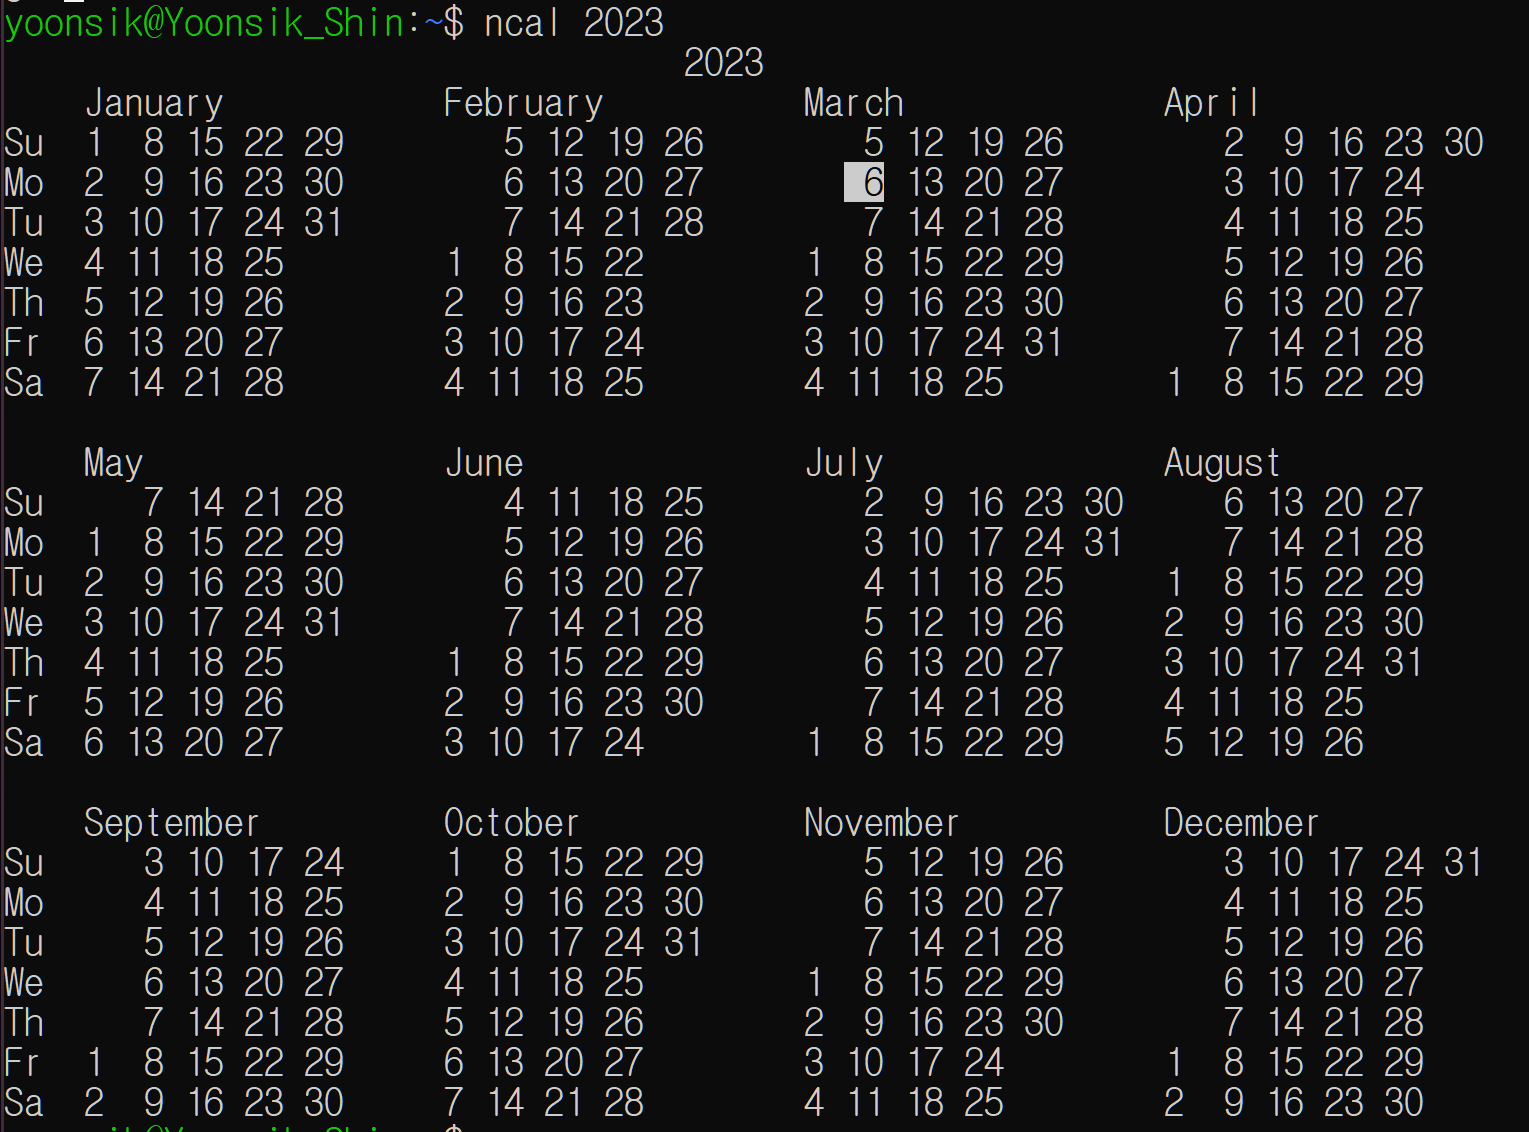 yoonsik@Yoonsik_Shin:~$ ncal 2023
                                  2023
    January           February          March             April
Su  1  8 15 22 29        5 12 19 26        5 12 19 26        2  9 16 23 30
Mo  2  9 16 23 30        6 13 20 27        6 13 20 27        3 10 17 24
Tu  3 10 17 24 31        7 14 21 28        7 14 21 28        4 11 18 25
We  4 11 18 25        1  8 15 22        1  8 15 22 29        5 12 19 26
Th  5 12 19 26        2  9 16 23        2  9 16 23 30        6 13 20 27
Fr  6 13 20 27        3 10 17 24        3 10 17 24 31        7 14 21 28
Sa  7 14 21 28        4 11 18 25        4 11 18 25        1  8 15 22 29

    May               June              July              August
Su     7 14 21 28        4 11 18 25        2  9 16 23 30     6 13 20 27
Mo  1  8 15 22 29        5 12 19 26        3 10 17 24 31     7 14 21 28
Tu  2  9 16 23 30        6 13 20 27        4 11 18 25     1  8 15 22 29
We  3 10 17 24 31        7 14 21 28        5 12 19 26     2  9 16 23 30
Th  4 11 18 25        1  8 15 22 29        6 13 20 27     3 10 17 24 31
Fr  5 12 19 26        2  9 16 23 30        7 14 21 28     4 11 18 25
Sa  6 13 20 27        3 10 17 24        1  8 15 22 29     5 12 19 26

    September         October           November          December
Su     3 10 17 24     1  8 15 22 29        5 12 19 26        3 10 17 24 31
Mo     4 11 18 25     2  9 16 23 30        6 13 20 27        4 11 18 25
Tu     5 12 19 26     3 10 17 24 31        7 14 21 28        5 12 19 26
We     6 13 20 27     4 11 18 25        1  8 15 22 29        6 13 20 27
Th     7 14 21 28     5 12 19 26        2  9 16 23 30        7 14 21 28
Fr  1  8 15 22 29     6 13 20 27        3 10 17 24        1  8 15 22 29
Sa  2  9 16 23 30     7 14 21 28        4 11 18 25        2  9 16 23 30